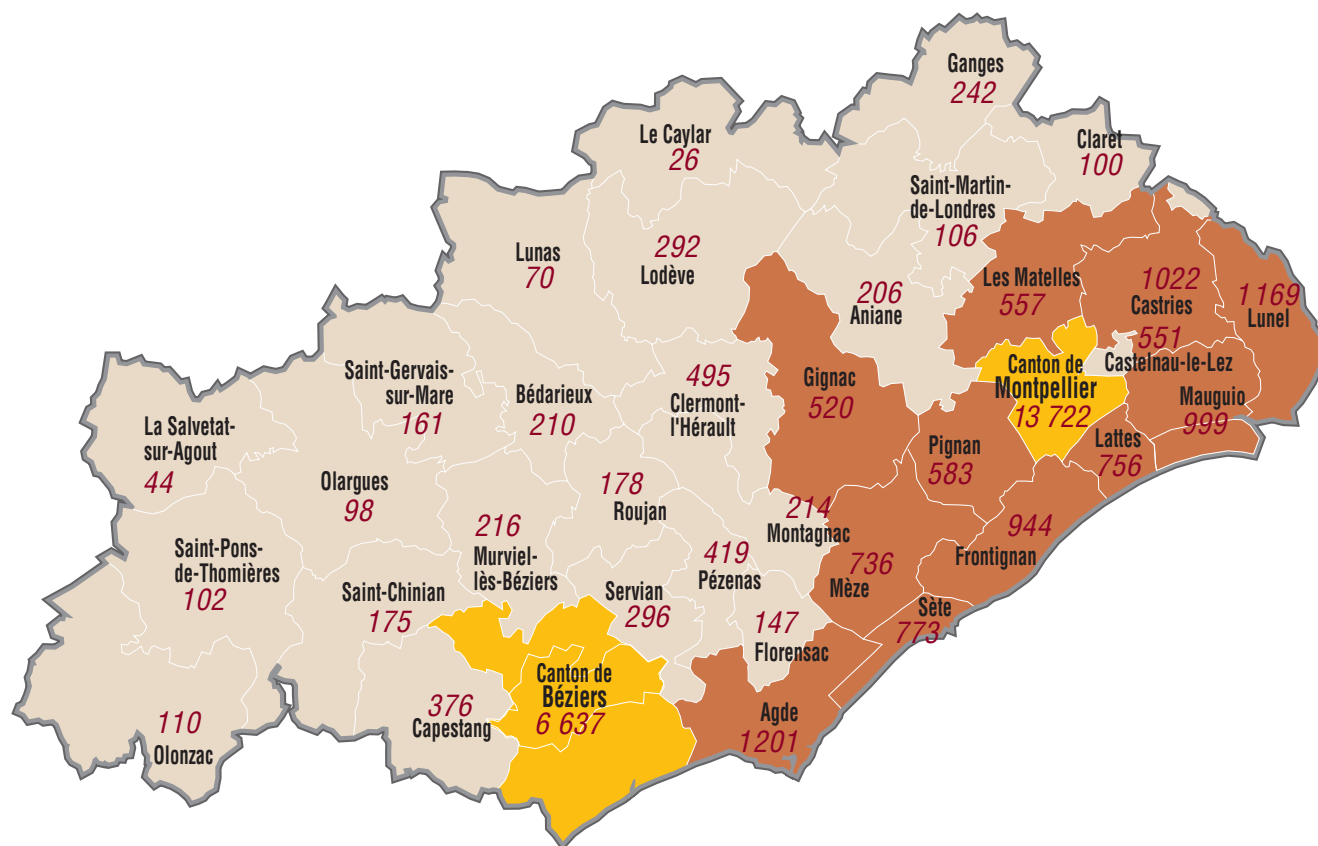 Ganges
242
Le Caylar
26
Claret
100
Saint-Martin-
de-Londres
106
Lunas
70
292
Lodève
206
Aniane
Les Matelles
557
1022
Castries
1169
Lunel
551
Castelnau-le-Lez
Saint-Gervais-
sur-Mare
161
Bédarieux
210
495
Clermont-
l'Hérault
Gignac
520
Canton de
Montpellier
13 722
Mauguio
999
La Salvetat-
sur-Agout
44
Olargues
98
178
Roujan
Pignan
583
Lattes
756
216
Murviel-
lès-Béziers
214
Montagnac
944
Frontignan
Saint-Pons-
de-Thomières
102
Saint-Chinian
175
Servian
296
419
Pézenas
736
Mèze
Sète
773
147
Florensac
Canton de
Béziers
6 637
376
Capestang
Agde
1201
110
Olonzac